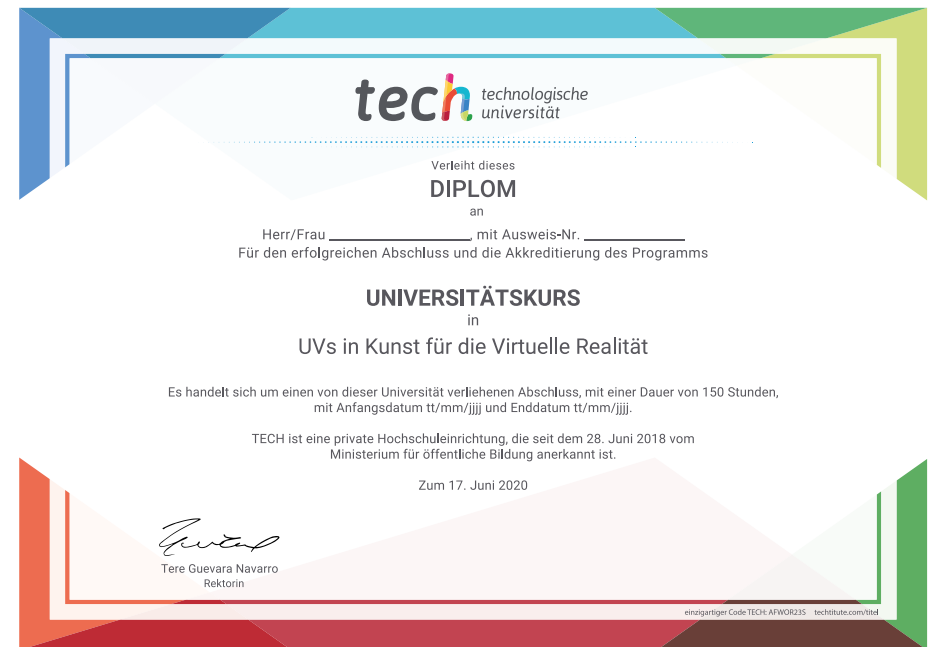 tech technologische
universität
Verleiht dieses
DIPLOM
an
Herr/Frau ____________________, mit Ausweis-Nr. ______________
Für den erfolgreichen Abschluss und die Akkreditierung des Programms
UNIVERSITÄTSKURS
in
UVs in Kunst für die Virtuelle Realität
Es handelt sich um einen von dieser Universität verliehenen Abschluss, mit einer Dauer von 150 Stunden,
mit Anfangsdatum tt/mm/jjjj und Enddatum tt/mm/jjjj.
TECH ist eine private Hochschuleinrichtung, die seit dem 28. Juni 2018 vom
Ministerium für öffentliche Bildung anerkannt ist.
Zum 17. Juni 2020
Tere Guevara Navarro
Rektorin
einzigartiger Code TECH: AFWOR23S techtitute.com/titel